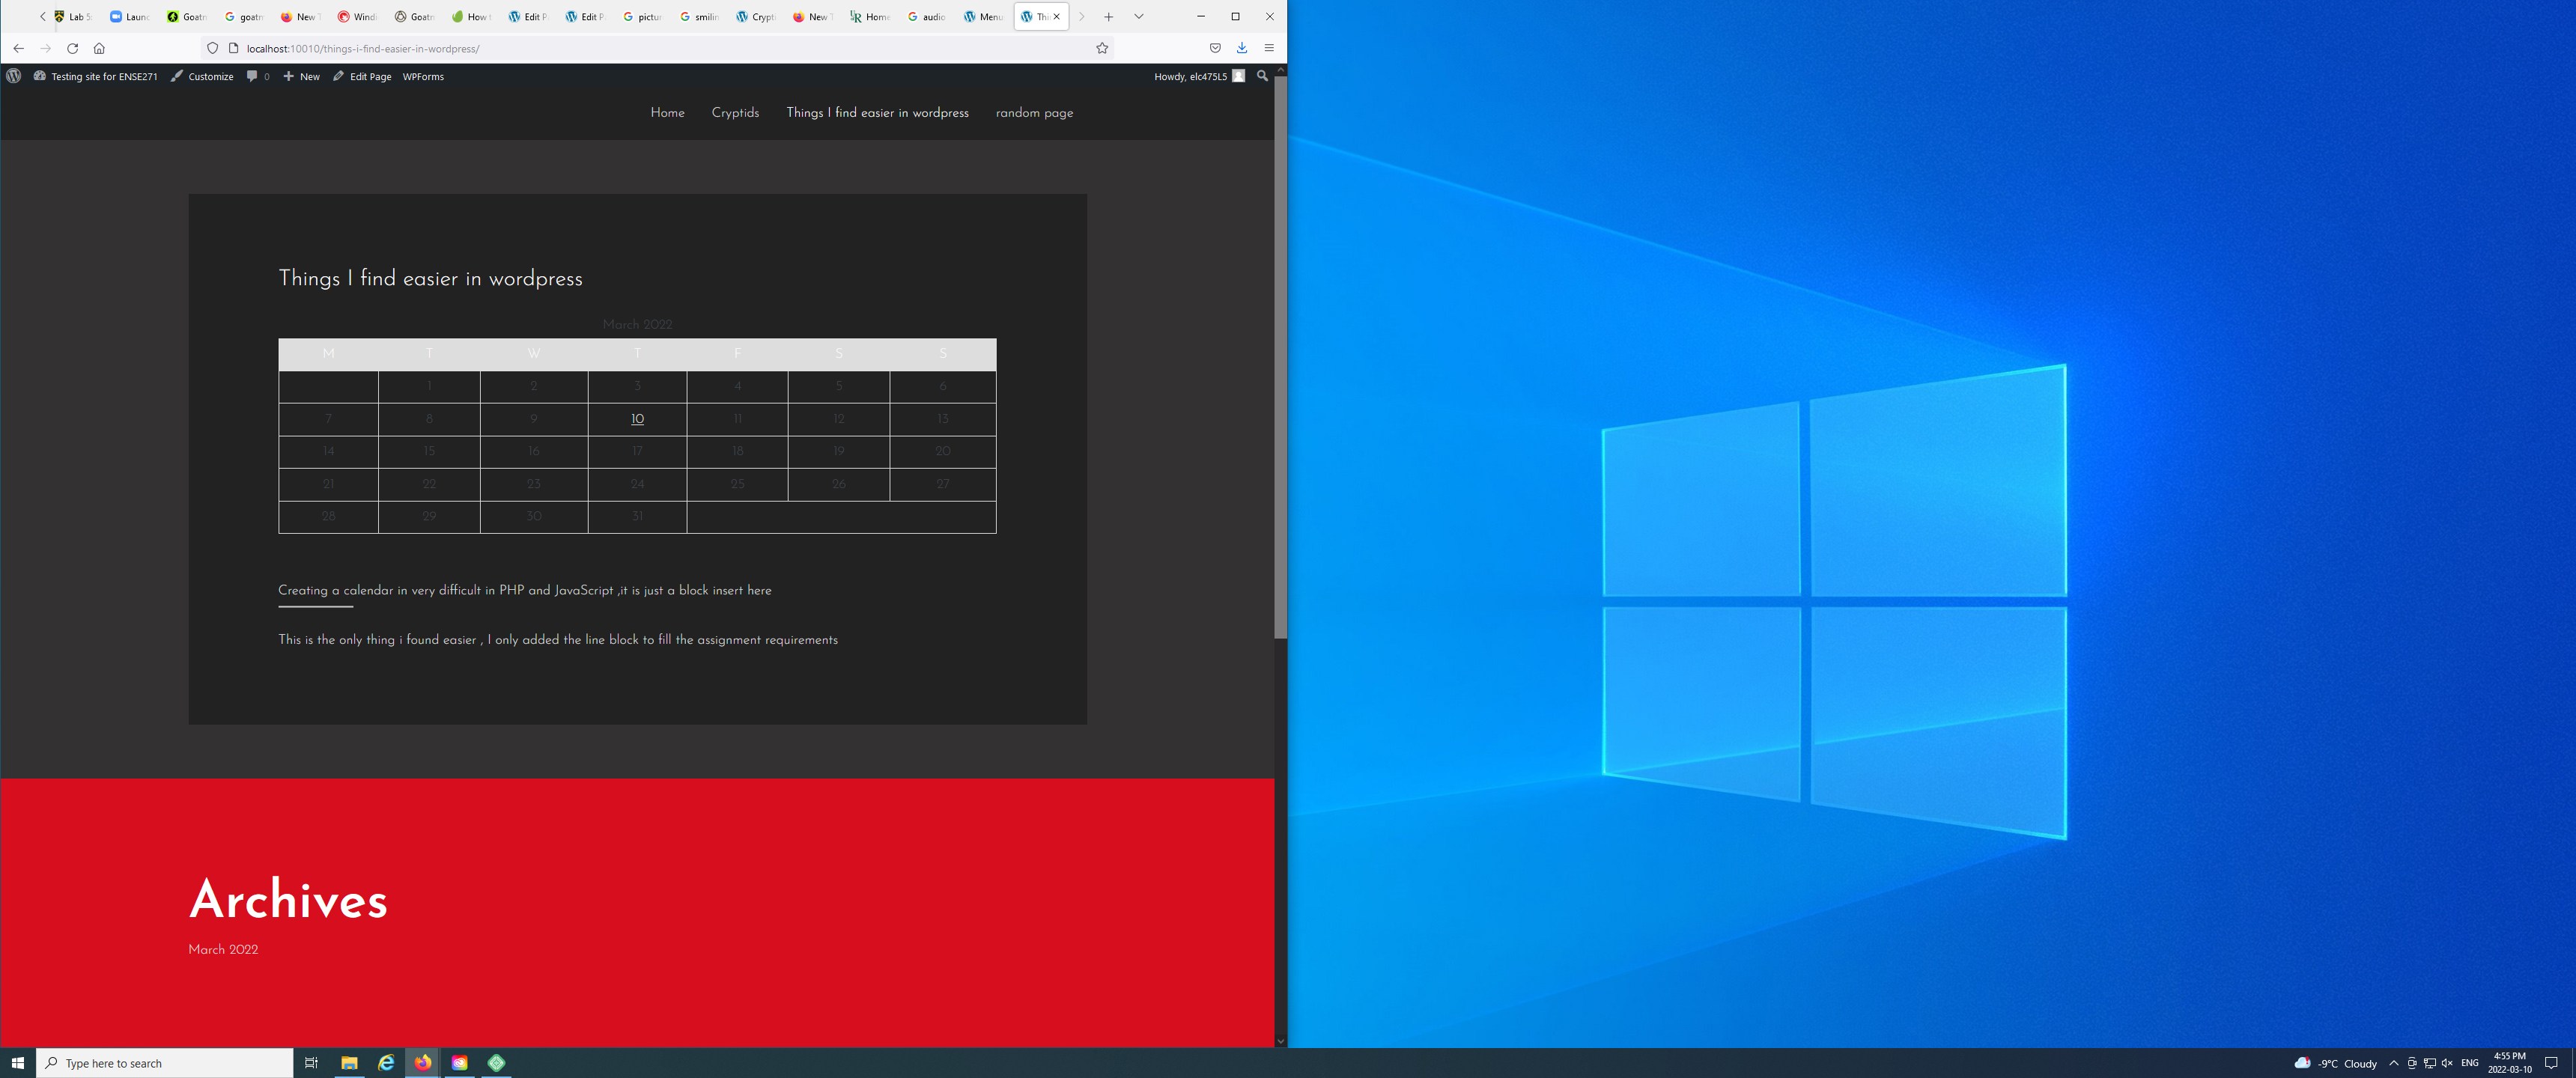 Lab 5:
Launc
Goatm
goatm
New T
Windo
Goatm
How t
Edit P
Edit P
pictur
smilin
Crypti
New T
Home
audio
Menu
Thi
localhost:10010/things-i-find-easier-in-wordpress/
Testing site for ENSE271 Customize 0 New Edit Page WPForms Howdy, elc475L5
Home Cryptids Things I find easier in wordpress random page
Things I find easier in wordpress
March 2022
M T W T F S S
1 2 3 4 5 6
7 8 9 10 11 12 13
14 15 16 17 18 19 20
21 22 23 24 25 26 27
28 29 30 31
Creating a calendar in very difficult in PHP and JavaScript ,it is just a block insert here
This is the only thing i found easier , I only added the line block to fill the assignment requirements
Archives
March 2022
Type here to search
-9°C Cloudy
ENG
4:55 PM
2022-03-10